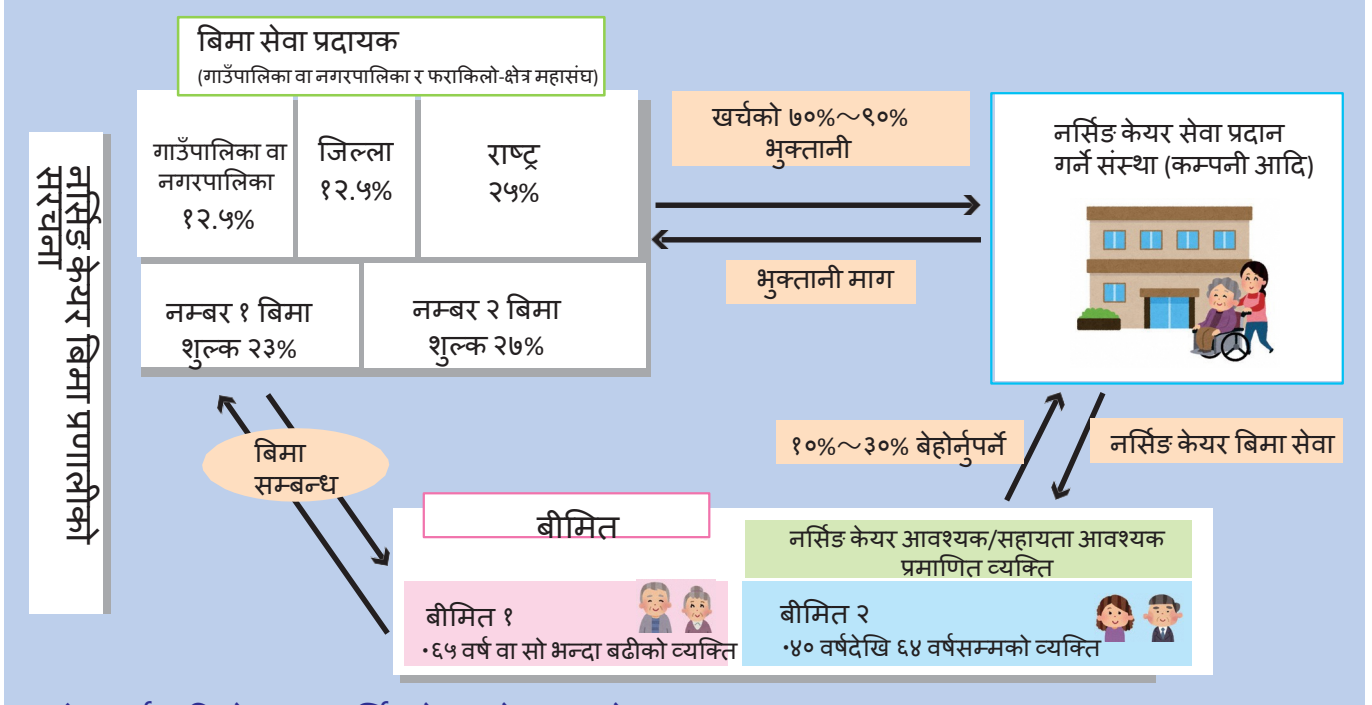 बिमा सेवा प्रदायक
(गाउँपालिका वा नगरपालिका र फराकिलो-क्षेत्र महासंघ)
गाउँपालिका वा
नगरपालिका
१२.५%
जिल्ला
१२.५%
राष्ट्र
२५%
नम्बर १ बिमा
शुल्क २३%
नम्बर २ बिमा
शुल्क २७%
खर्चको ७०%～९०%
भुक्तानी
भुक्तानी माग
नर्सिङ केयर सेवा प्रदान
गर्ने संस्था (कम्पनी आदि)
नर्सिङ केयर बिमा प्रणालीको
संरचना
बिमा
सम्बन्ध
१०%～३०% बेहोर्नुपर्ने
नर्सिङ केयर बिमा सेवा
बीमित
नर्सिङ केयर आवश्यक/सहायता आवश्यक
प्रमाणित व्यक्ति
बीमित १
･६५ वर्ष वा सो भन्दा बढीको व्यक्ति
बीमित २
･४० वर्षदेखि ६४ वर्षसम्मको व्यक्ति